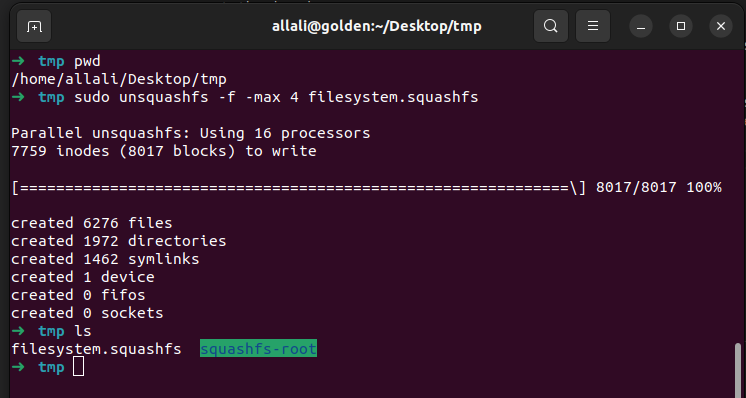 allali@golden:~/Desktop/tmp
➜ tmp pwd
/home/allali/Desktop/tmp
➜ tmp sudo unsquashfs -f -max 4 filesystem.squashfs
Parallel unsquashfs: Using 16 processors
7759 inodes (8017 blocks) to write
[=============================================================\] 8017/8017 100%
created 6276 files
created 1972 directories
created 1462 symlinks
created 1 device
created 0 fifos
created 0 sockets
➜ tmp ls
filesystem.squashfs squashfs-root
➜ tmp